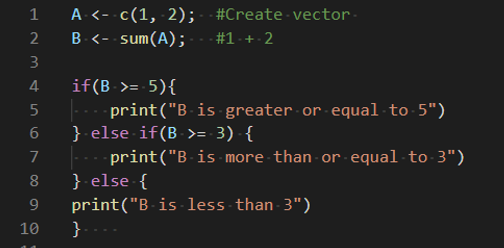 1 A <- c(1, 2);  #Create vector
2 B <- sum(A);   #1 + 2
3
4 if(B >= 5){
5     print("B is greater or equal to 5")
6 } else if(B >= 3) {
7     print("B is more than or equal to 3")
8 } else {
9 print("B is less than 3")
10 }